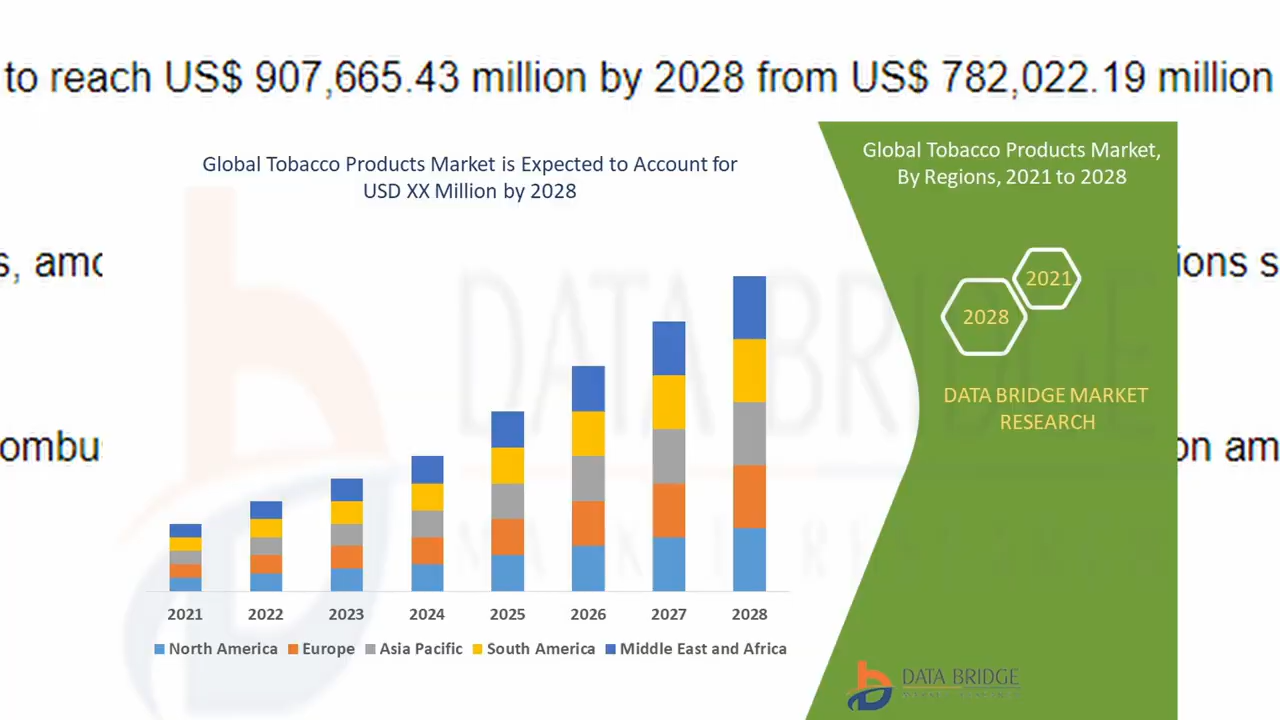 to reach US$ 907,665.43 million by 2028 from US$ 782,022.19 million
Global Tobacco Products Market is Expected to Account for
USD XX Million by 2028
Global Tobacco Products Market,
By Regions, 2021 to 2028
2021
2028
DATA BRIDGE MARKET
RESEARCH
s, amo
ions s
ombu
on am
DATA BRIDGE
2021 2022 2023 2024 2025 2026 2027 2028
North America Europe Asia Pacific South America Middle East and Africa
DATA BRIDGE